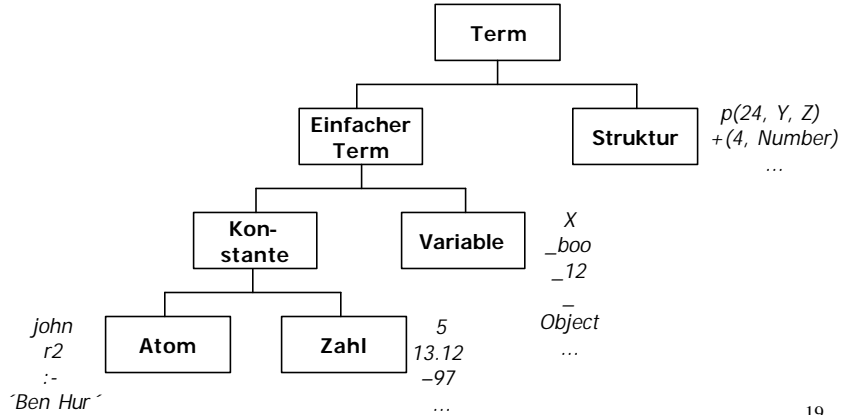 Term
Einfacher
Term
Struktur
p(24, Y, Z)
+(4, Number)
...
Kon-
stante
Variable
X
_boo
_12
_
Object
...
john
r2
:-
´Ben Hur´
Atom
Zahl
5
13.12
–97
...
19